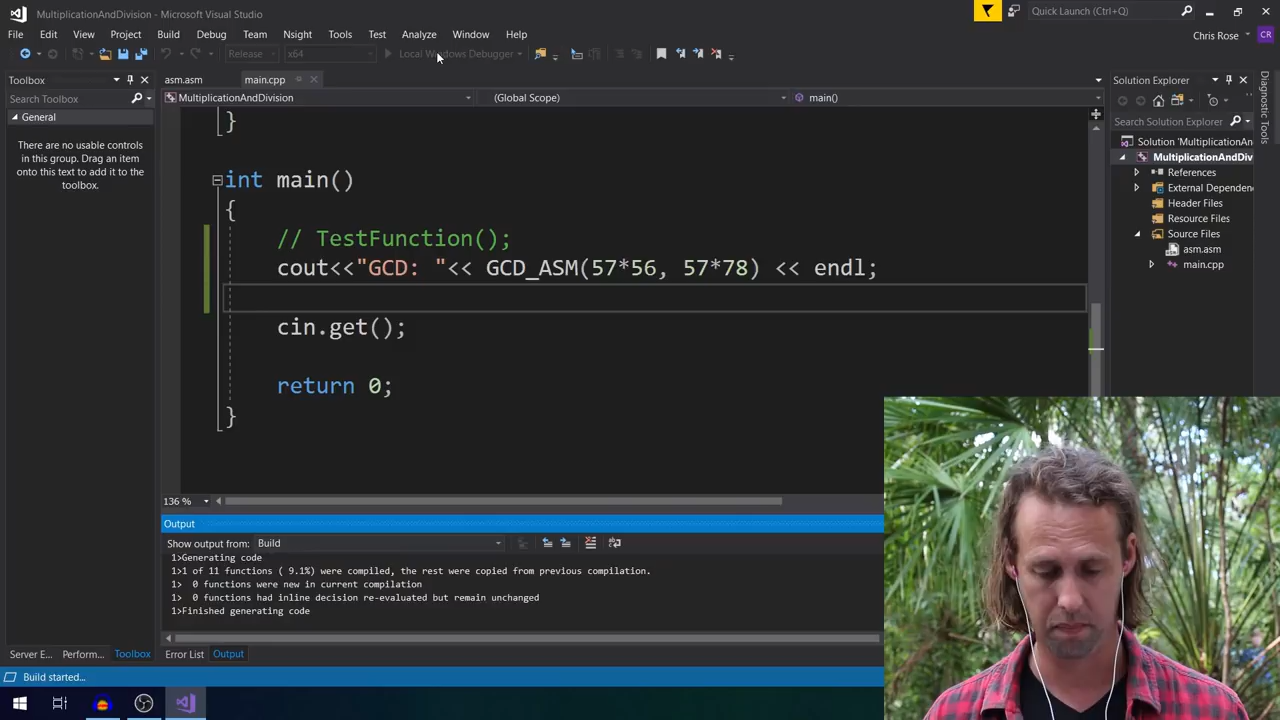 MultiplicationAndDivision - Microsoft Visual Studio
Quick Launch (Ctrl+Q)
File Edit View Project Build Debug Team Nsight Tools Test Analyze Window Help
Chris Rose
CR
Release x64 Local Windows Debugger
Toolbox
asm.asm main.cpp
Solution Explorer
Search Toolbox
MultiplicationAndDivision (Global Scope) main()
General
Search Solution Explorer
There are no usable controls
in this group. Drag an item
onto this text to add it to the
toolbox.
}
int main()
{
// TestFunction();
cout<<"GCD: "<< GCD_ASM(57*56, 57*78) << endl;
cin.get();
return 0;
}
Solution 'MultiplicationAnd
MultiplicationAndDivi
References
External Dependenc
Header Files
Resource Files
Source Files
asm.asm
main.cpp
Diagnostic Tools
136 %
Output
Show output from: Build
1>Generating code
1>1 of 11 functions ( 9.1%) were compiled, the rest were copied from previous compilation.
1> 0 functions were new in current compilation
1> 0 functions had inline decision re-evaluated but remain unchanged
1>Finished generating code
Server E... Perform... Toolbox
Error List Output
Build started...